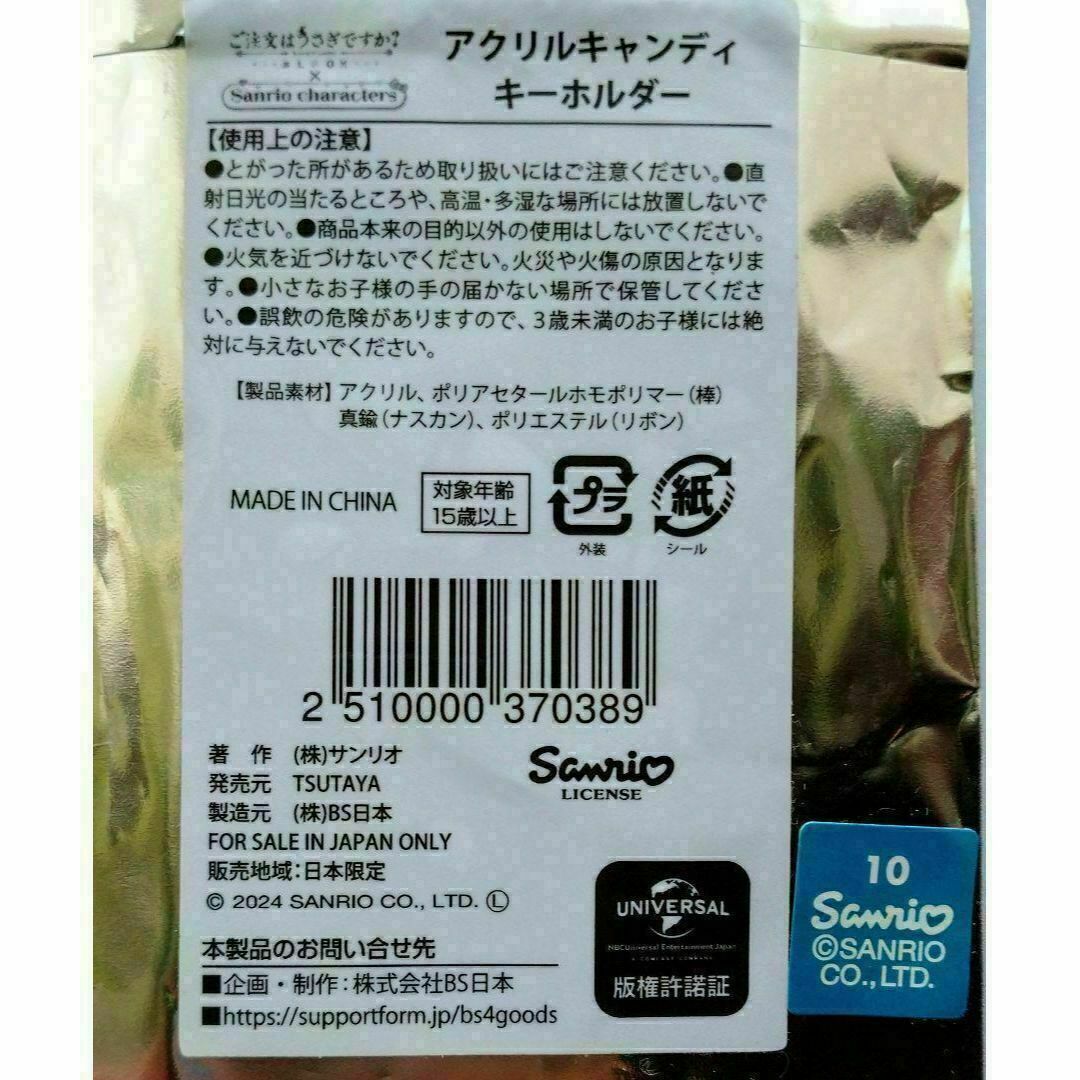 ご注文はうさぎですか?
BLOOM
×
Sanrio characters
アクリルキャンディ
キーホルダー
【使用上の注意】
●とがった所があるため取り扱いにはご注意ください。●直
射日光の当たるところや、高温・多湿な場所には放置しないで
ください。●商品本来の目的以外の使用はしないでください。
●火気を近づけないでください。火災や火傷の原因となりま
す。●小さなお子様の手の届かない場所で保管してくださ
い。●誤飲の危険がありますので、3歳未満のお子様には絶
対に与えないでください。
【製品素材】アクリル、ポリアセタールホモポリマー(棒)
真鍮(ナスカン)、ポリエステル(リボン)
MADE IN CHINA
対象年齢
15歳以上
プラ
外装
紙
シール
2 510000 370389
著 作 (株)サンリオ
発売元 TSUTAYA
製造元 (株)BS日本
FOR SALE IN JAPAN ONLY
販売地域:日本限定
© 2024 SANRIO CO., LTD. Ⓛ
Sanrio
LICENSE
本製品のお問い合せ先
■企画・制作:株式会社BS日本
■https://supportform.jp/bs4goods
UNIVERSAL
NBCUniversal Entertainment Japan
A COMCAST COMPANY
版権許諾証
10
Sanrio
©SANRIO
CO.,LTD.